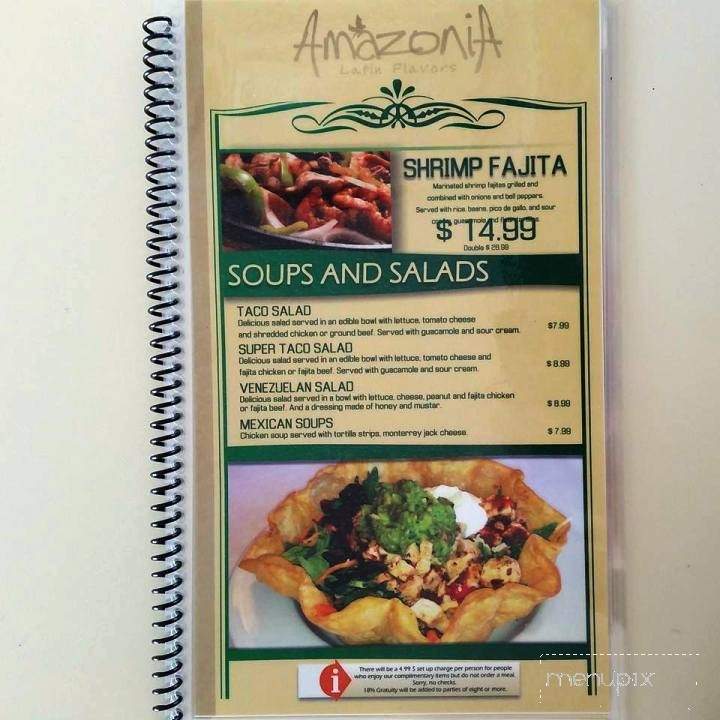 AmazoniA
Latin Flavors
SHRIMP FAJITA
Marinated shrimp fajitas grilled and
combined with onions and bell peppers.
Served with rice, beans, pico de gallo, and sour
guacamole and
$ 14.99
Double $ 28.99
SOUPS AND SALADS
TACO SALAD
Delicious salad served in an edible bowl with lettuce, tomato cheese
and shredded chicken or ground beef. Served with guacamole and sour cream. $7.99
SUPER TACO SALAD
Delicious salad served in an edible bowl with lettuce, tomato cheese and
fajita chicken or fajita beef. Served with guacamole and sour cream. $ 8.99
VENEZUELAN SALAD
Delicious salad served in a bowl with lettuce, cheese, peanut and fajita chicken
or fajita beef. And a dressing made of honey and mustar. $ 8.99
MEXICAN SOUPS
Chicken soup served with tortilla strips, monterrey jack cheese. $ 7.99
i
There will be a 4.99 $ set up charge per person for people
who enjoy our complimentary items but do not order a meal.
Sorry, no checks.
18% Gratuity will be added to parties of eight or more.
menupix